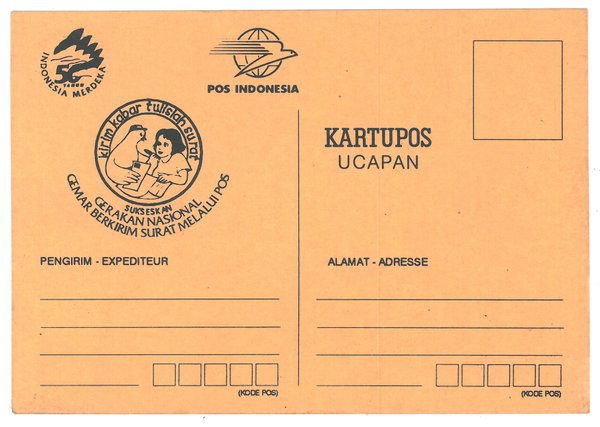 INDONESIA MERDEKA
50
TAHUN
POS INDONESIA
kirim kabar tulislah surat
SUKSESKAN
GERAKAN NASIONAL
GEMAR BERKIRIM SURAT MELALUI POS
KARTUPOS
UCAPAN
PENGIRIM - EXPEDITEUR
ALAMAT - ADRESSE
(KODE POS)
(KODE POS)